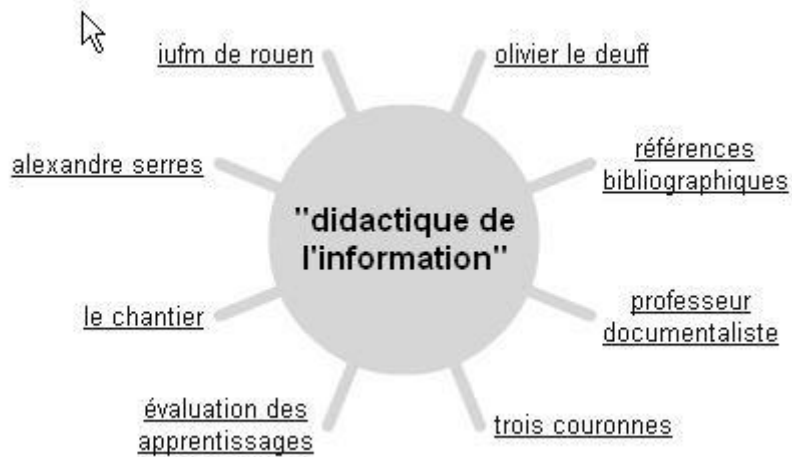 iufm de rouen
olivier le deuff
alexandre serres
références
bibliographiques
"didactique de
l'information"
le chantier
professeur
documentaliste
évaluation des
apprentissages
trois couronnes